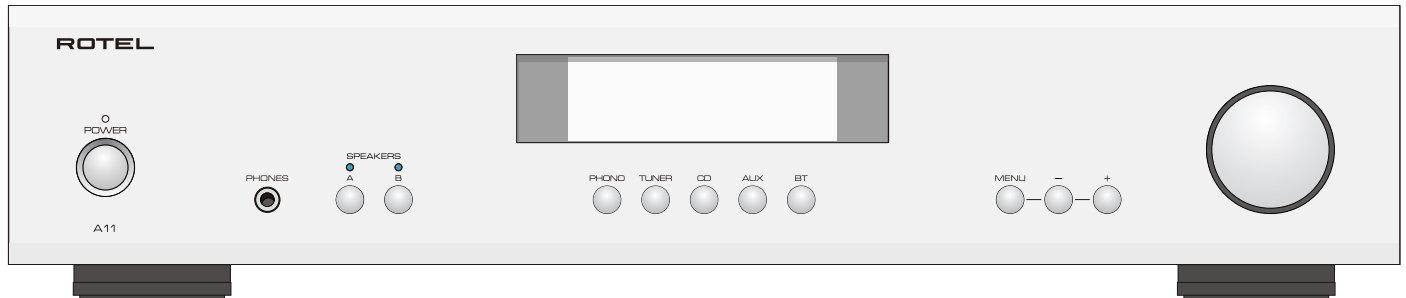 ROTEL
POWER
SPEAKERS
PHONES A B PHONO TUNER CD AUX BT MENU − +
A11